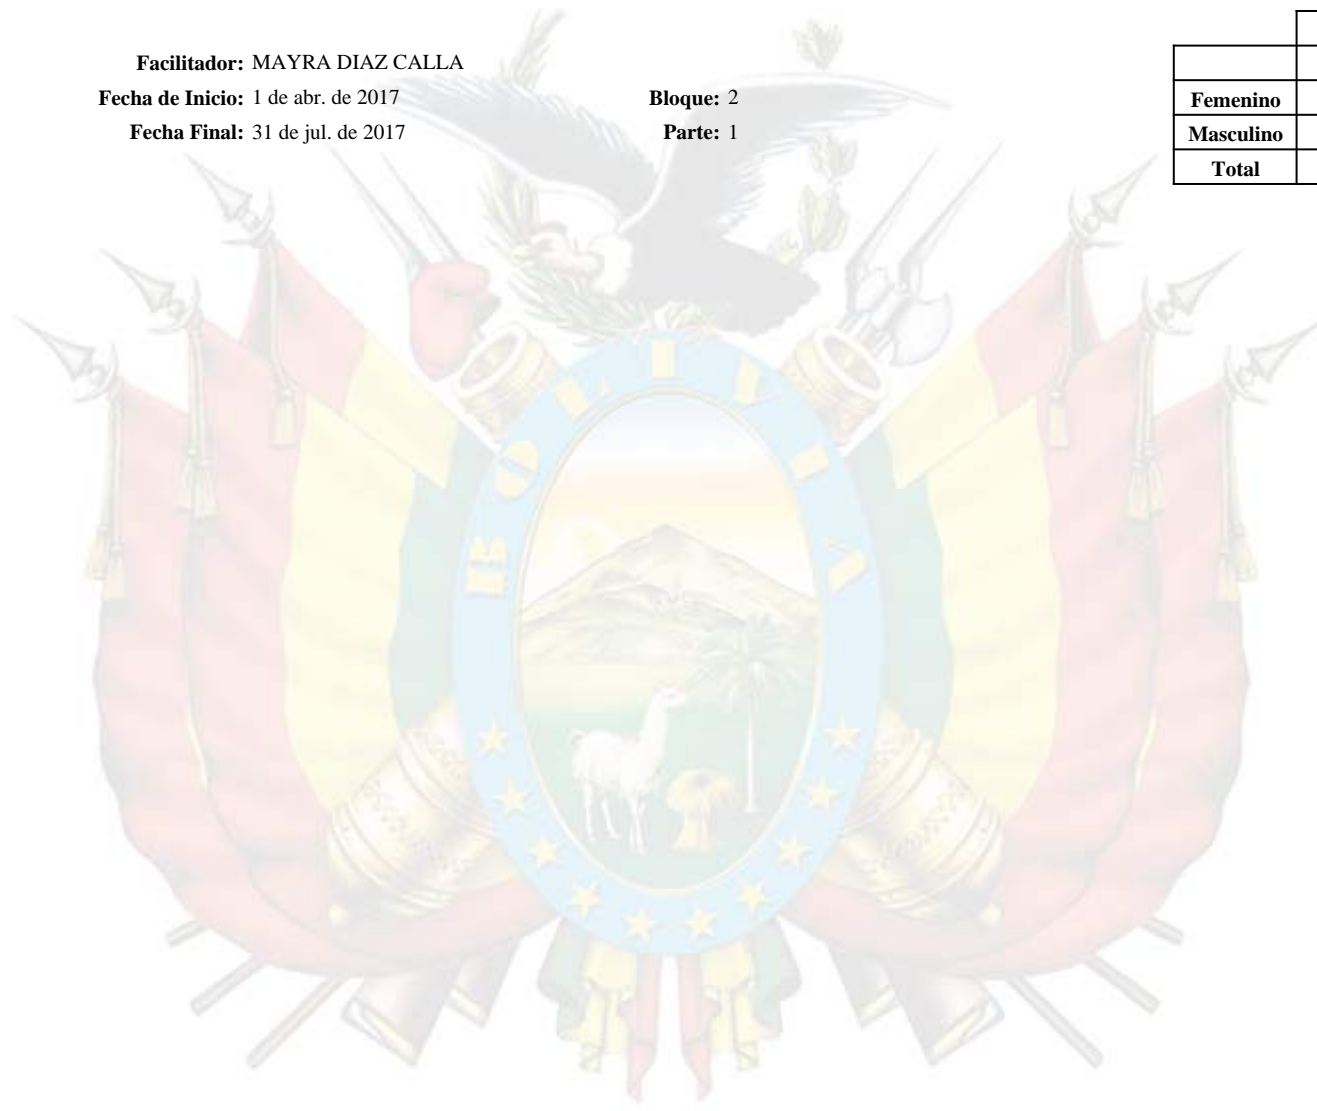 Facilitador: MAYRA DIAZ CALLA
Fecha de Inicio: 1 de abr. de 2017 Bloque: 2
Femenino
Fecha Final: 31 de jul. de 2017 Parte: 1
Masculino
Total
BOLIVIA